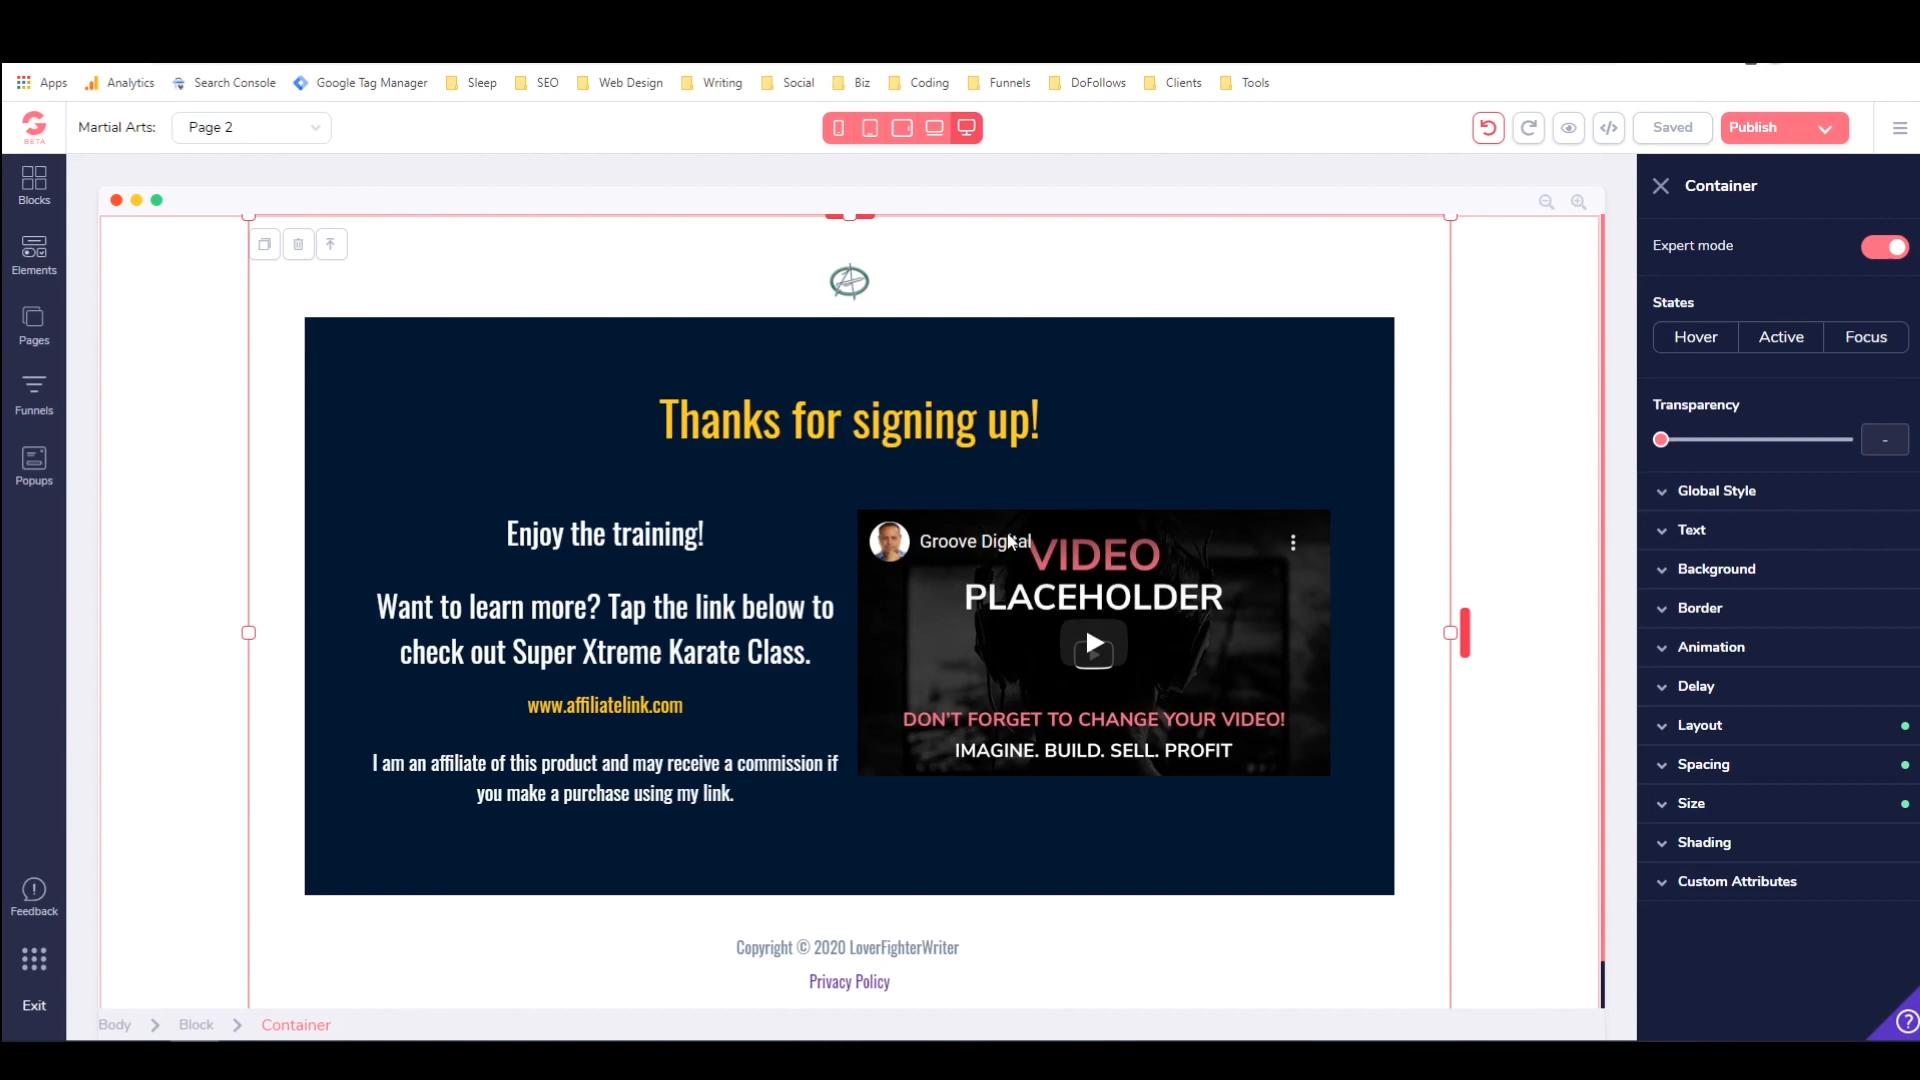 Apps Analytics Search Console Google Tag Manager Sleep SEO Web Design Writing Social Biz Coding Funnels DoFollows Clients Tools
BETA
Martial Arts: Page 2 Saved Publish
Blocks
Elements
Pages
Funnels
Popups
Feedback
Exit
Thanks for signing up!
Enjoy the training!
Want to learn more? Tap the link below to
check out Super Xtreme Karate Class.
www.affiliatelink.com
I am an affiliate of this product and may receive a commission if
you make a purchase using my link.
Groove Digital
VIDEO
PLACEHOLDER
DON'T FORGET TO CHANGE YOUR VIDEO!
IMAGINE. BUILD. SELL. PROFIT
Copyright © 2020 LoverFighterWriter
Privacy Policy
Body Block Container
Container
Expert mode
States
Hover Active Focus
Transparency
-
Global Style
Text
Background
Border
Animation
Delay
Layout
Spacing
Size
Shading
Custom Attributes